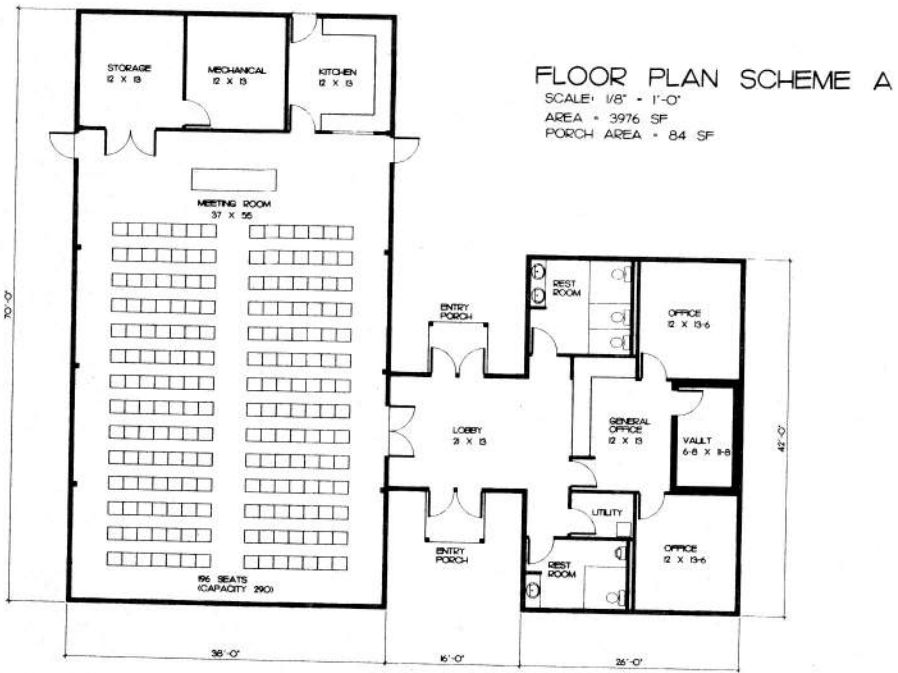 FLOOR PLAN SCHEME A
SCALE: 1/8" = 1'-0"
AREA = 3976 SF
PORCH AREA = 84 SF
STORAGE
12 X 13
MECHANICAL
12 X 13
KITCHEN
12 X 13
MEETING ROOM
37 X 55
70'-0"
ENTRY
PORCH
REST
ROOM
OFFICE
12 X 13-6
LOBBY
21 X 13
GENERAL
OFFICE
12 X 13
VAULT
6-8 X 11-8
42'-0"
UTILITY
ENTRY
PORCH
REST
ROOM
OFFICE
12 X 13-6
196 SEATS
(CAPACITY 290)
38'-0"
16'-0"
26'-0"